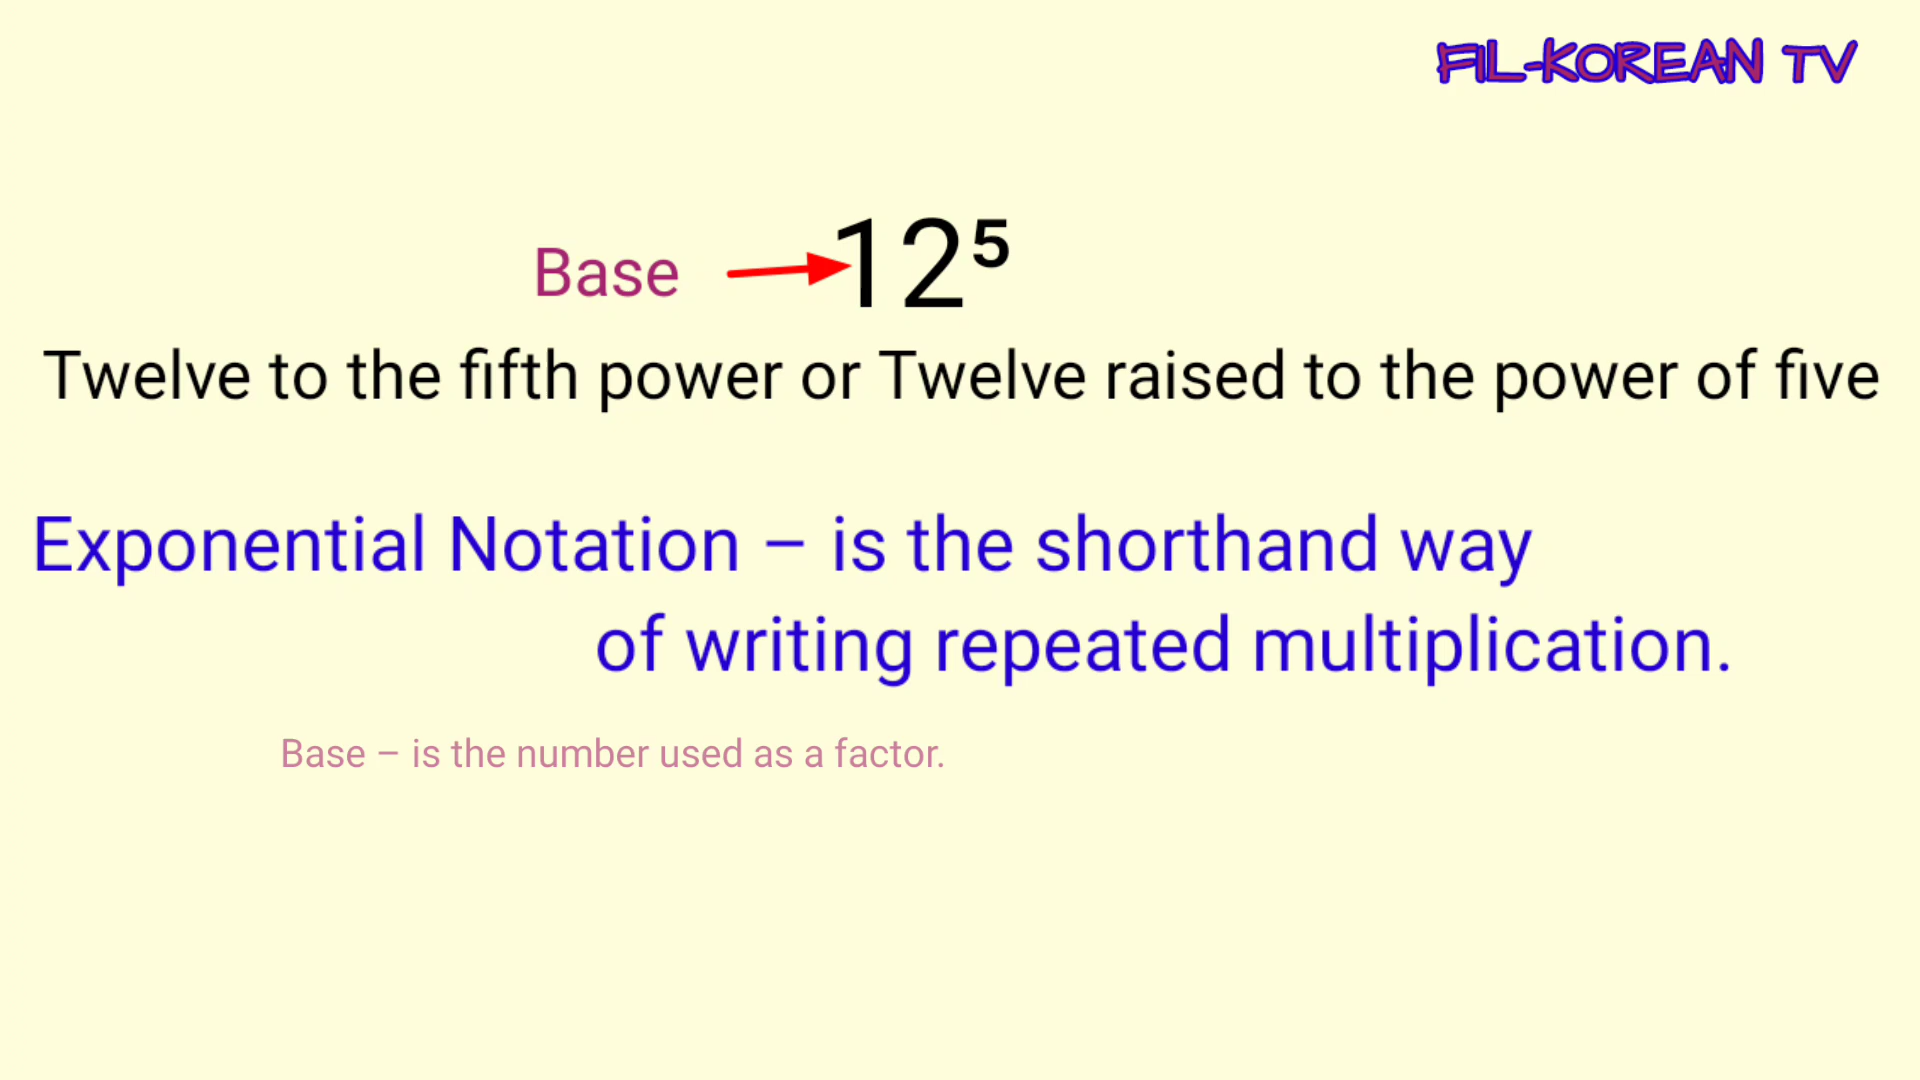 FIL-KOREAN TV
Base 12⁵
Twelve to the fifth power or Twelve raised to the power of five
Exponential Notation – is the shorthand way
of writing repeated multiplication.
Base – is the number used as a factor.